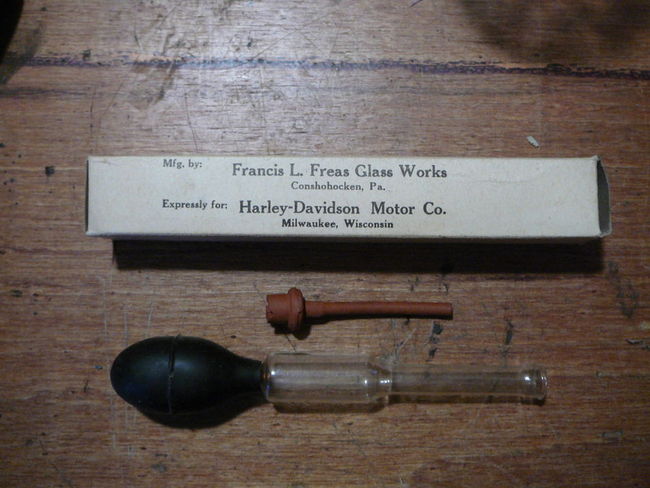 Mfg. by: Francis L. Freas Glass Works
Conshohocken, Pa.
Expressly for: Harley-Davidson Motor Co.
Milwaukee, Wisconsin